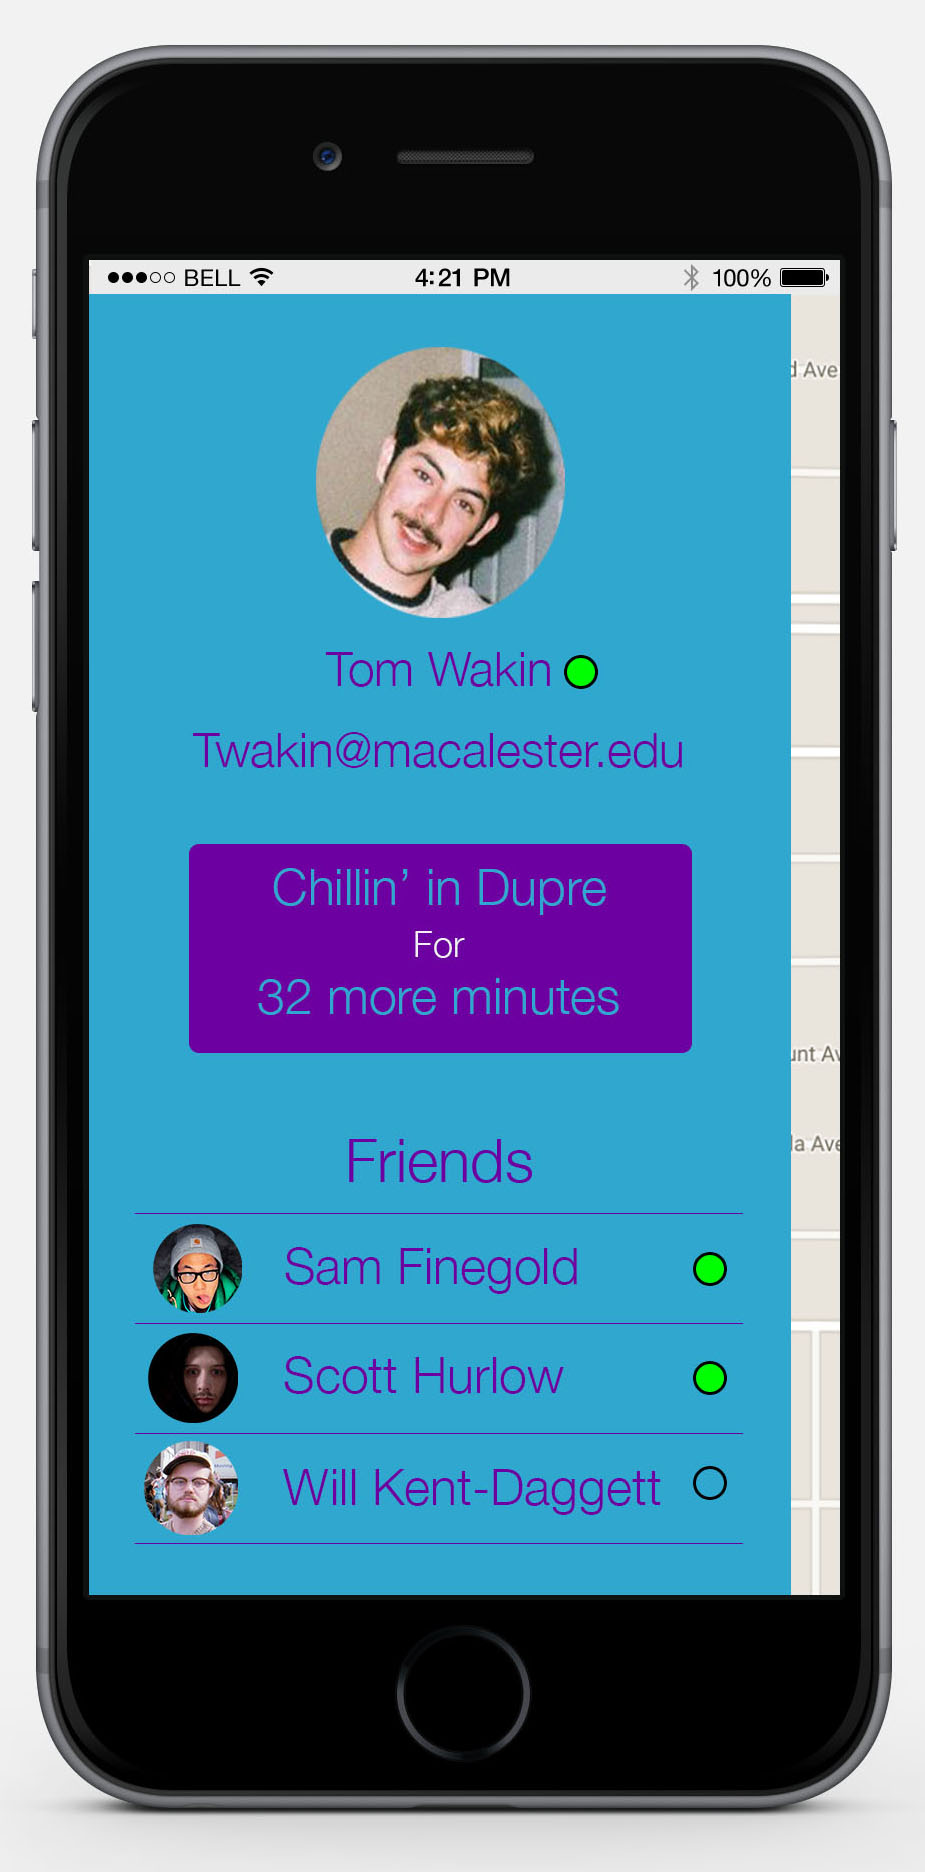 BELL 4:21 PM 100%
d Ave
Tom Wakin
Twakin@macalester.edu
Chillin’ in Dupre
For
32 more minutes
unt Av
la Ave
Friends
Sam Finegold
Scott Hurlow
Will Kent-Daggett